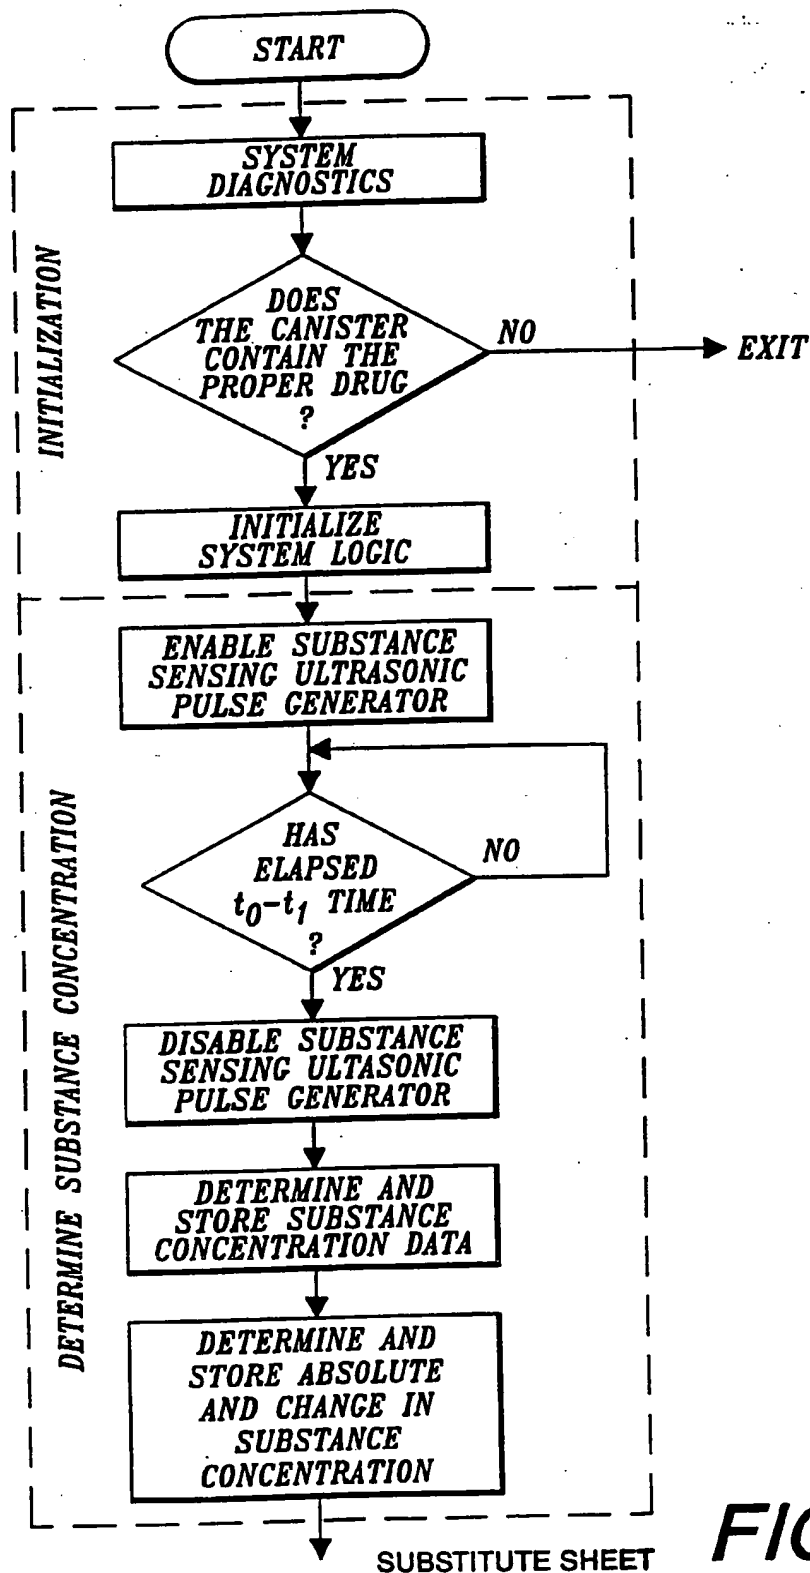 START
SYSTEM
DIAGNOSTICS
INITIALIZATION
DOES
THE CANISTER
CONTAIN THE
PROPER DRUG
?
NO
EXIT
YES
INITIALIZE
SYSTEM LOGIC
DETERMINE SUBSTANCE CONCENTRATION
ENABLE SUBSTANCE
SENSING ULTRASONIC
PULSE GENERATOR
HAS
ELAPSED
t0-t1 TIME
?
NO
YES
DISABLE SUBSTANCE
SENSING ULTASONIC
PULSE GENERATOR
DETERMINE AND
STORE SUBSTANCE
CONCENTRATION DATA
DETERMINE AND
STORE ABSOLUTE
AND CHANGE IN
SUBSTANCE
CONCENTRATION
SUBSTITUTE SHEET